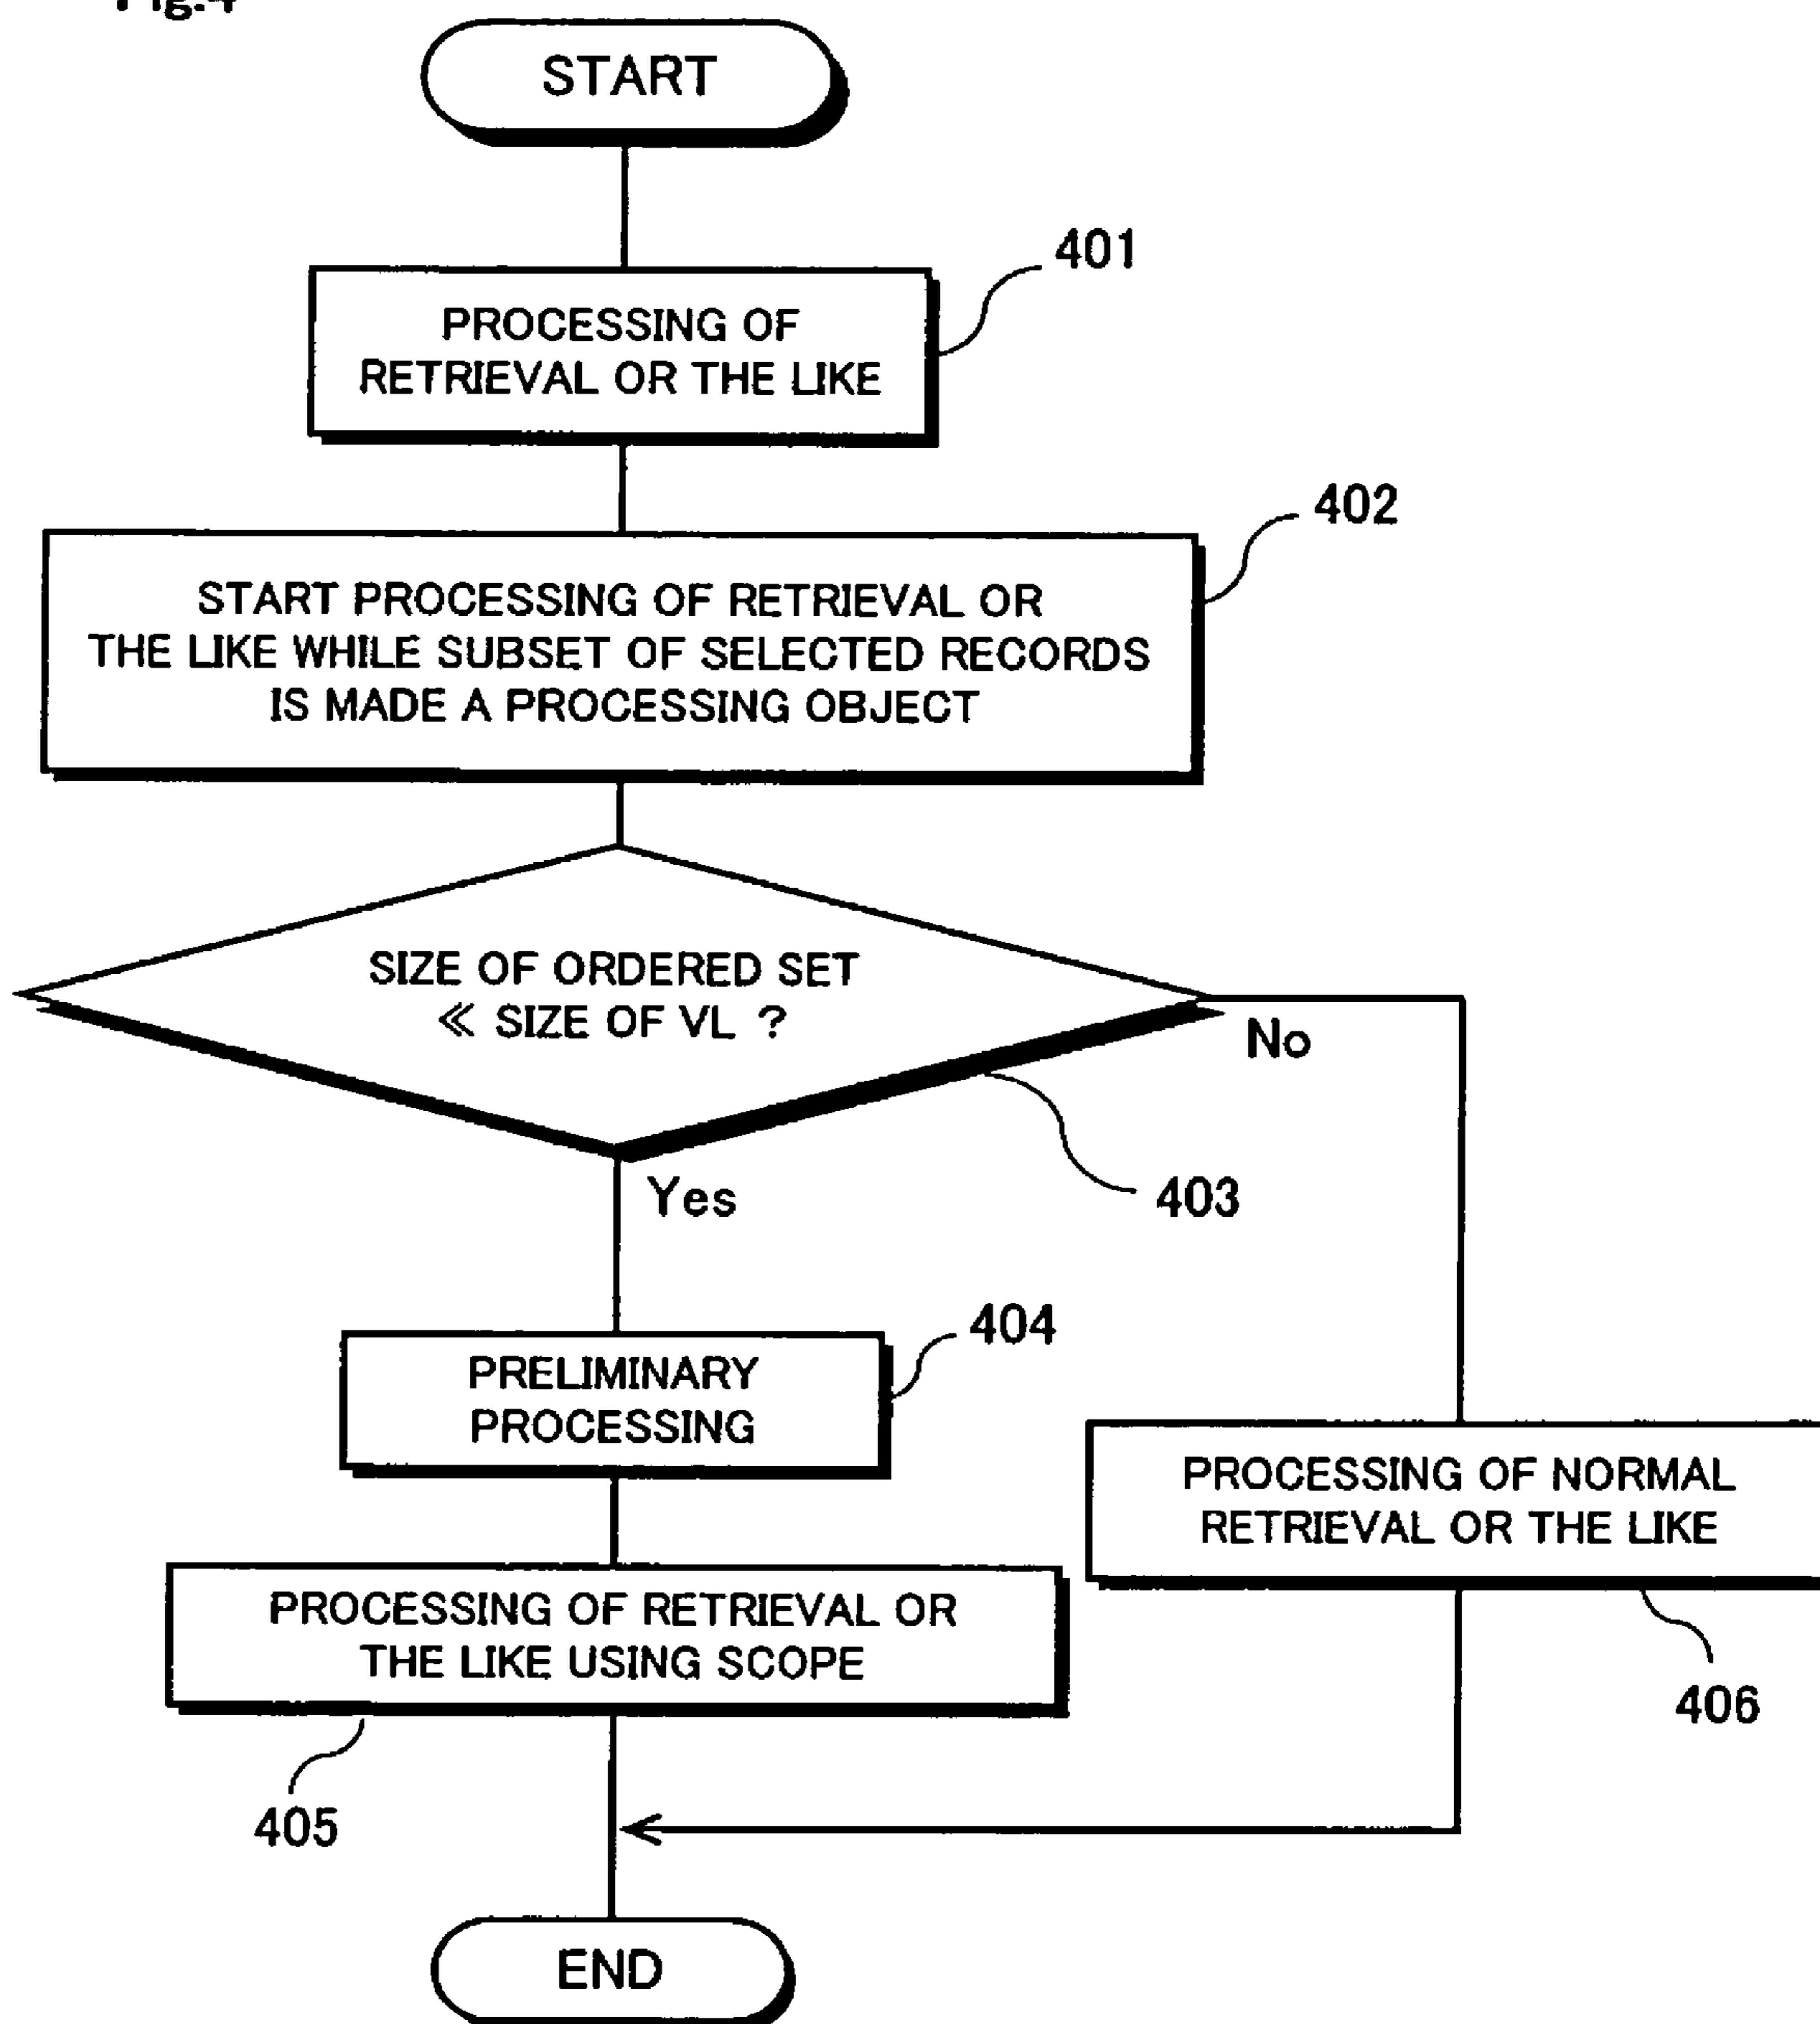 Fig.4
START
401
PROCESSING OF
RETRIEVAL OR THE LIKE
402
START PROCESSING OF RETRIEVAL OR
THE LIKE WHILE SUBSET OF SELECTED RECORDS
IS MADE A PROCESSING OBJECT
SIZE OF ORDERED SET
≪ SIZE OF VL ?
No
403
Yes
404
PRELIMINARY
PROCESSING
PROCESSING OF NORMAL
RETRIEVAL OR THE LIKE
406
PROCESSING OF RETRIEVAL OR
THE LIKE USING SCOPE
405
END